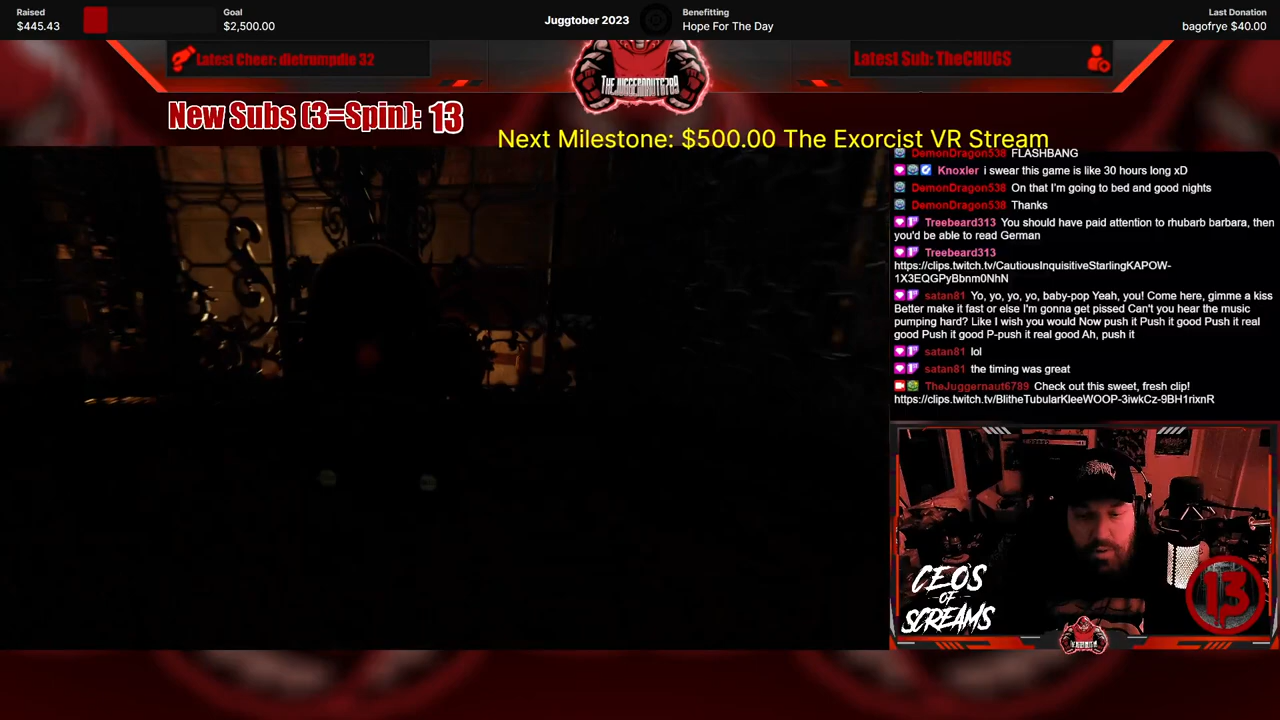 Raised
$445.43
Goal
$2,500.00
Juggtober 2023
Benefitting
Hope For The Day
Last Donation
bagofrye $40.00
Latest Cheer: dietrumpdie 32
THEJUGGERNAUT6789
Latest Sub: TheCHUGS
New Subs (3=Spin): 13
Next Milestone: $500.00 The Exorcist VR Stream
DemonDragon538 FLASHBANG
Knoxler i swear this game is like 30 hours long xD
DemonDragon538 On that I'm going to bed and good nights
DemonDragon538 Thanks
Treebeard313 You should have paid attention to rhubarb barbara, then
you'd be able to read German
Treebeard313
https://clips.twitch.tv/CautiousInquisitiveStarlingKAPOW-
1X3EQGPyBbnm0NhN
satan81 Yo, yo, yo, yo, baby-pop Yeah, you! Come here, gimme a kiss
Better make it fast or else I'm gonna get pissed Can't you hear the music
pumping hard? Like I wish you would Now push it Push it good Push it real
good Push it good P-push it real good Ah, push it
satan81 lol
satan81 the timing was great
TheJuggernaut6789 Check out this sweet, fresh clip!
https://clips.twitch.tv/BlitheTubularKleeWOOP-3iwkCz-9BH1rixnR
CEOS
OF
SCREAMS
13